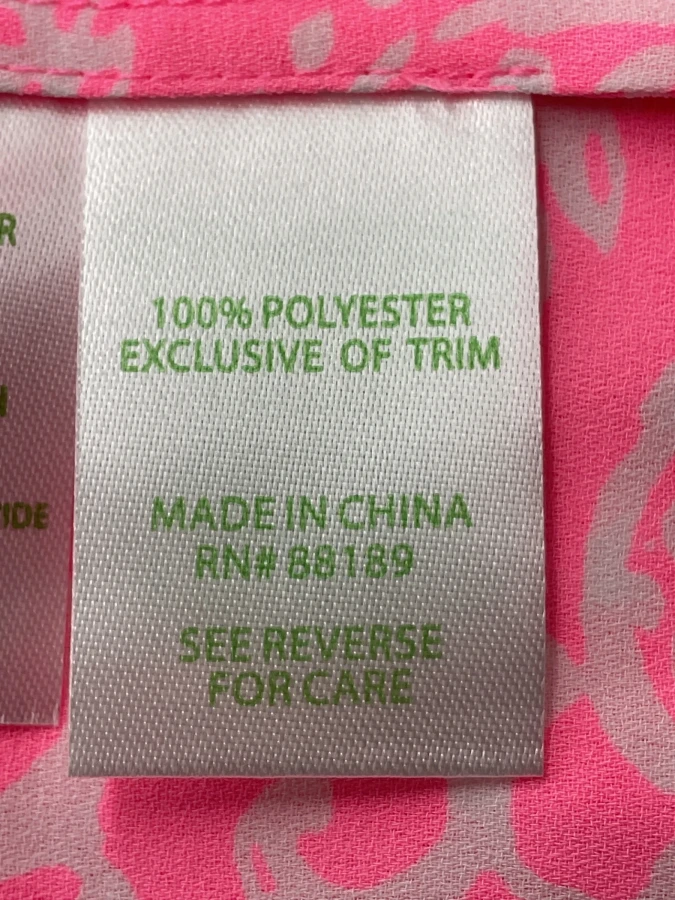 100% POLYESTER
EXCLUSIVE OF TRIM
MADE IN CHINA
RN# 88189
SEE REVERSE
FOR CARE